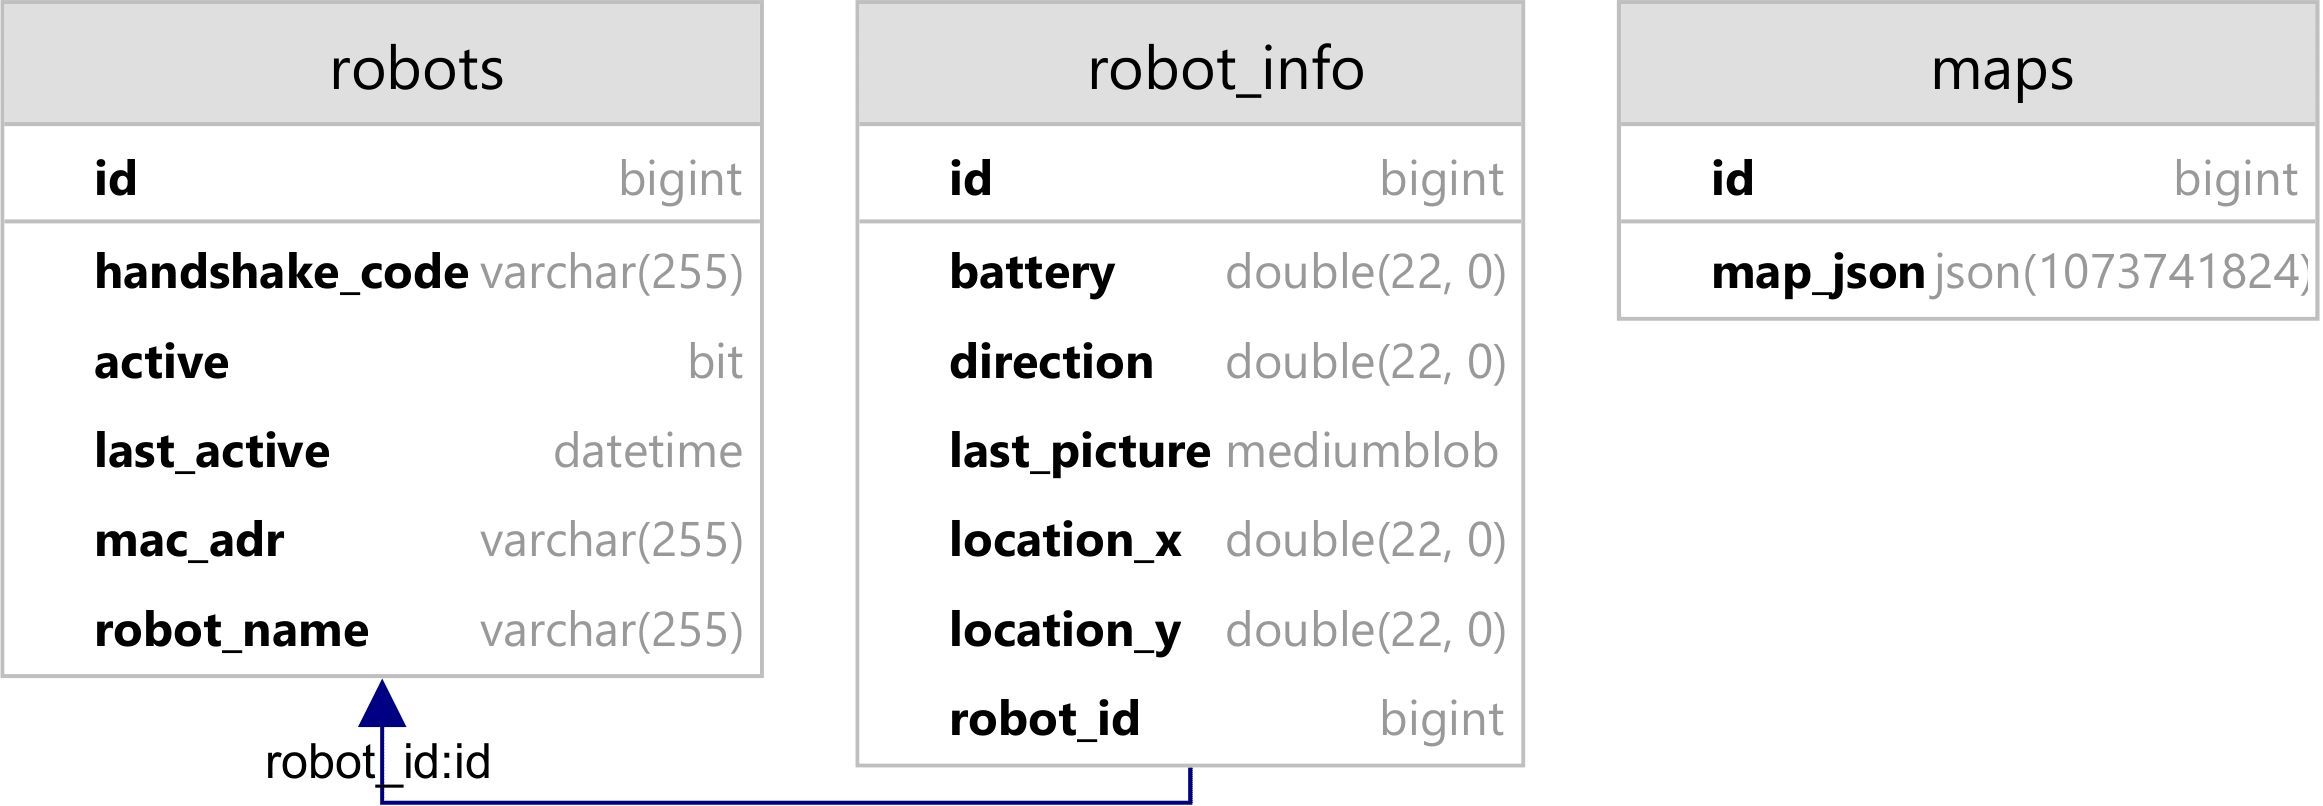 robots
id bigint
handshake_code varchar(255)
active bit
last_active datetime
mac_adr varchar(255)
robot_name varchar(255)
robot_id:id
robot_info
id bigint
battery double(22, 0)
direction double(22, 0)
last_picture mediumblob
location_x double(22, 0)
location_y double(22, 0)
robot_id bigint
maps
id bigint
map_json json(1073741824)